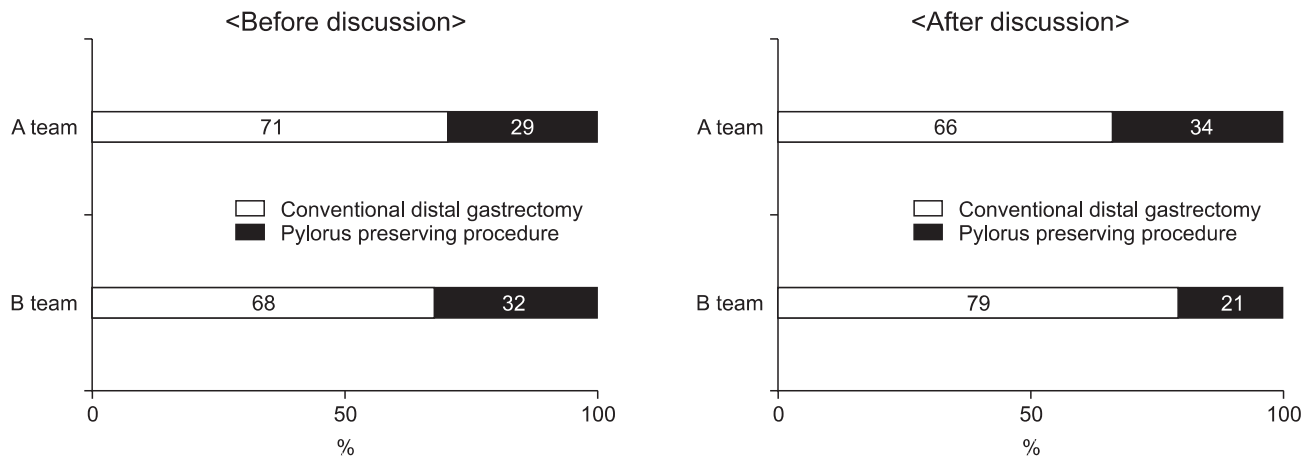 <Before discussion>
A team
71
29
Conventional distal gastrectomy
Pylorus preserving procedure
B team
68
32
0
50
100
%
<After discussion>
A team
66
34
Conventional distal gastrectomy
Pylorus preserving procedure
B team
79
21
0
50
100
%